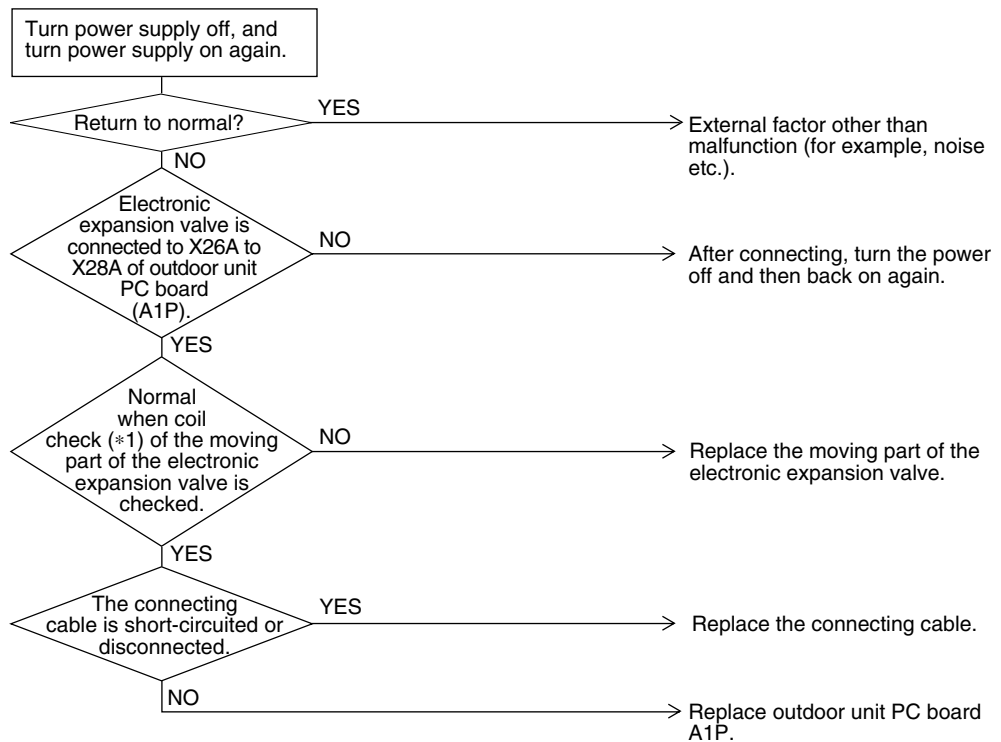 Turn power supply off, and
turn power supply on again.
Return to normal?
YES
External factor other than
malfunction (for example, noise
etc.).
NO
Electronic
expansion valve is
connected to X26A to
X28A of outdoor unit
PC board
(A1P).
NO
After connecting, turn the power
off and then back on again.
YES
Normal
when coil
check (*1) of the moving
part of the electronic
expansion valve is
checked.
NO
Replace the moving part of the
electronic expansion valve.
YES
The connecting
cable is short-circuited or
disconnected.
YES
Replace the connecting cable.
NO
Replace outdoor unit PC board
A1P.